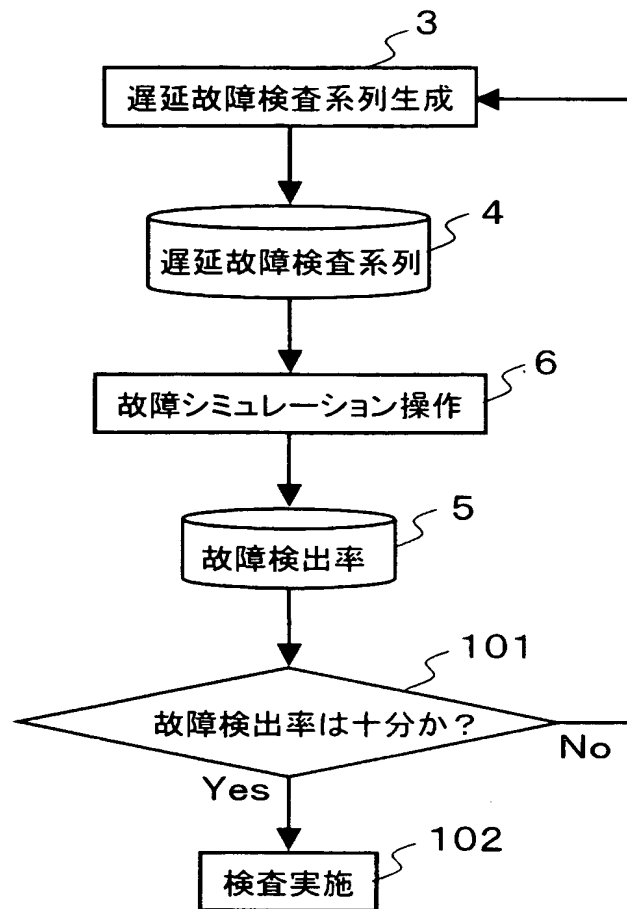 3
遅延故障検査系列生成
4
遅延故障検査系列
6
故障シミュレーション操作
5
故障検出率
101
故障検出率は十分か？
No
Yes
102
検査実施